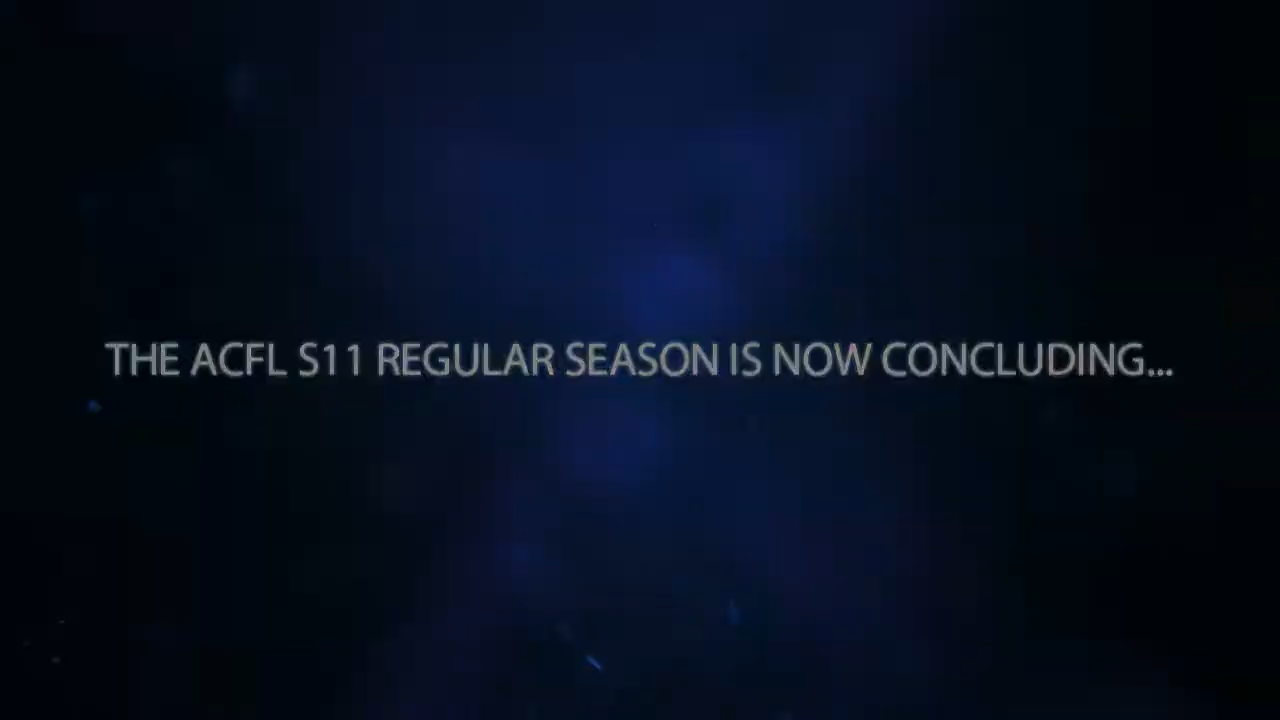 THE ACFL S11 REGULAR SEASON IS NOW CONCLUDING...